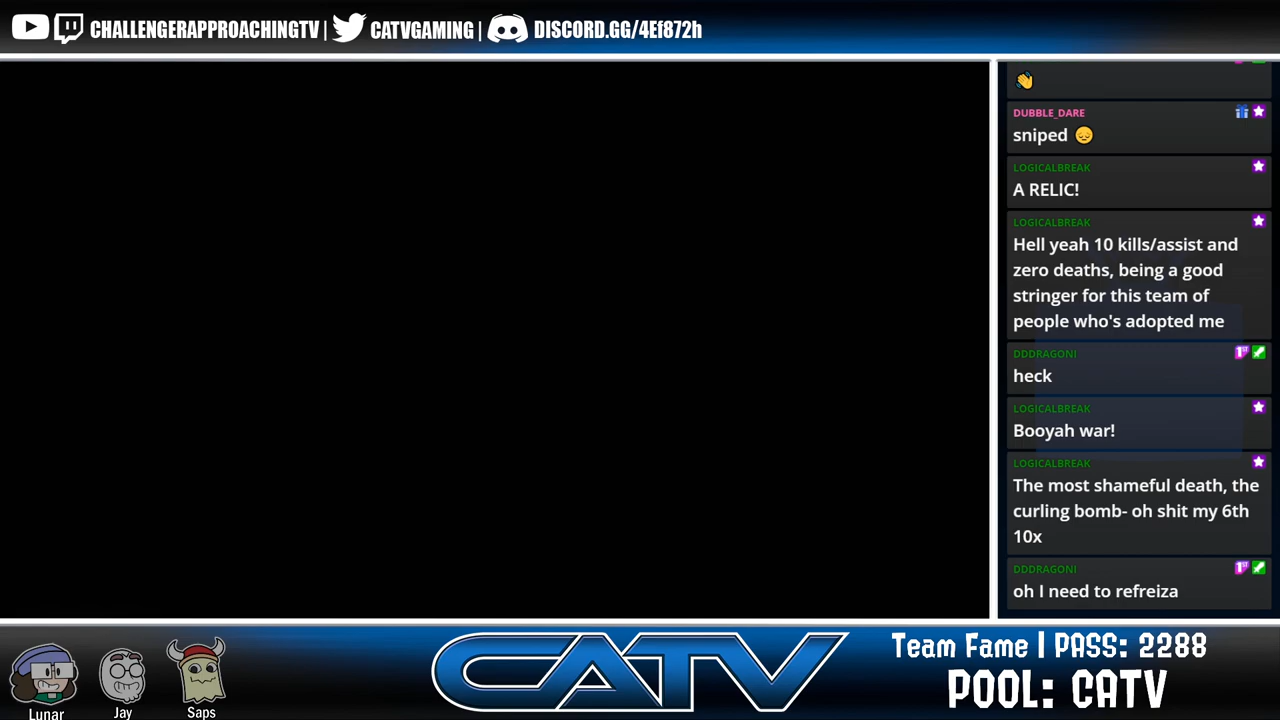 CHALLENGERAPPROACHINGTV | CATVGAMING | DISCORD.GG/4Ef872h
DUBBLE_DARE
sniped 😔
LOGICALBREAK
A RELIC!
LOGICALBREAK
Hell yeah 10 kills/assist and
zero deaths, being a good
stringer for this team of
people who's adopted me
DDDRAGONI
heck
LOGICALBREAK
Booyah war!
LOGICALBREAK
The most shameful death, the
curling bomb- oh shit my 6th
10x
DDDRAGONI
oh I need to refreiza
Lunar
Jay
Saps
CATV
Team Fame | PASS: 2288
POOL: CATV